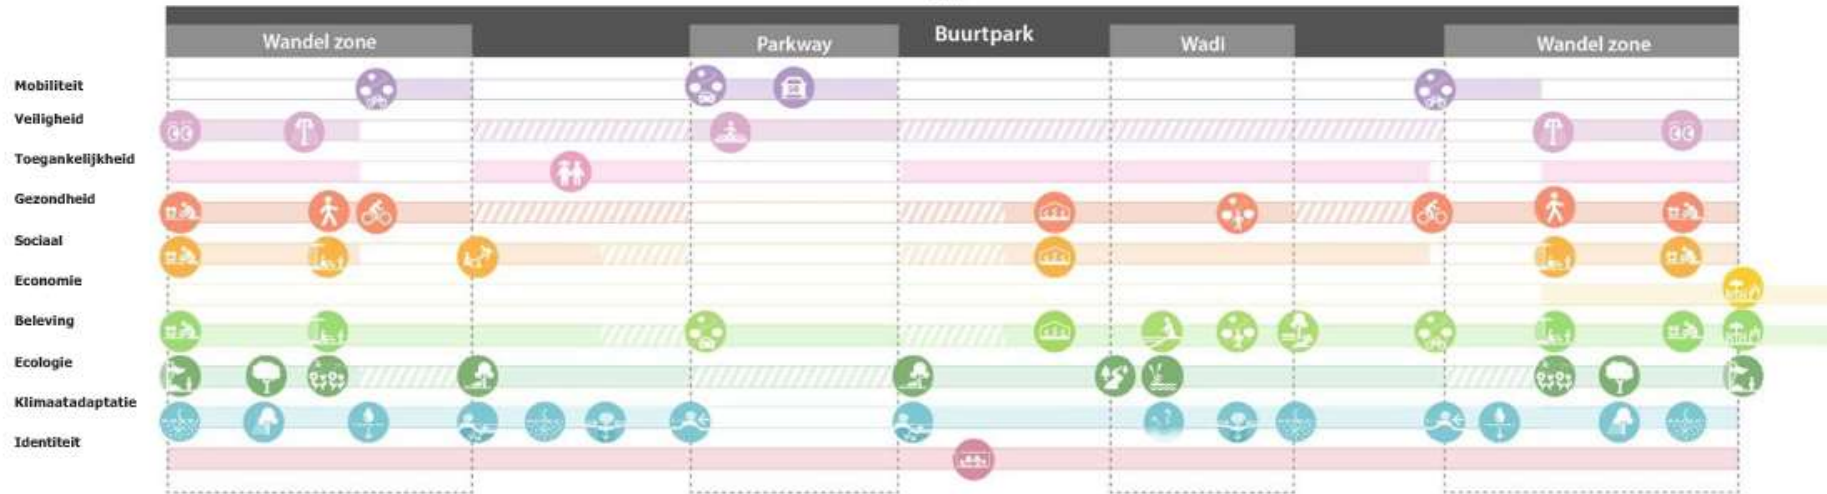 Buurtpark
Wandel zone
Parkway
Wadi
Wandel zone
Mobiliteit
Veiligheid
Toegankelijkheid
Gezondheid
Sociaal
Economie
Beleving
Ecologie
Klimaatadaptatie
Identiteit